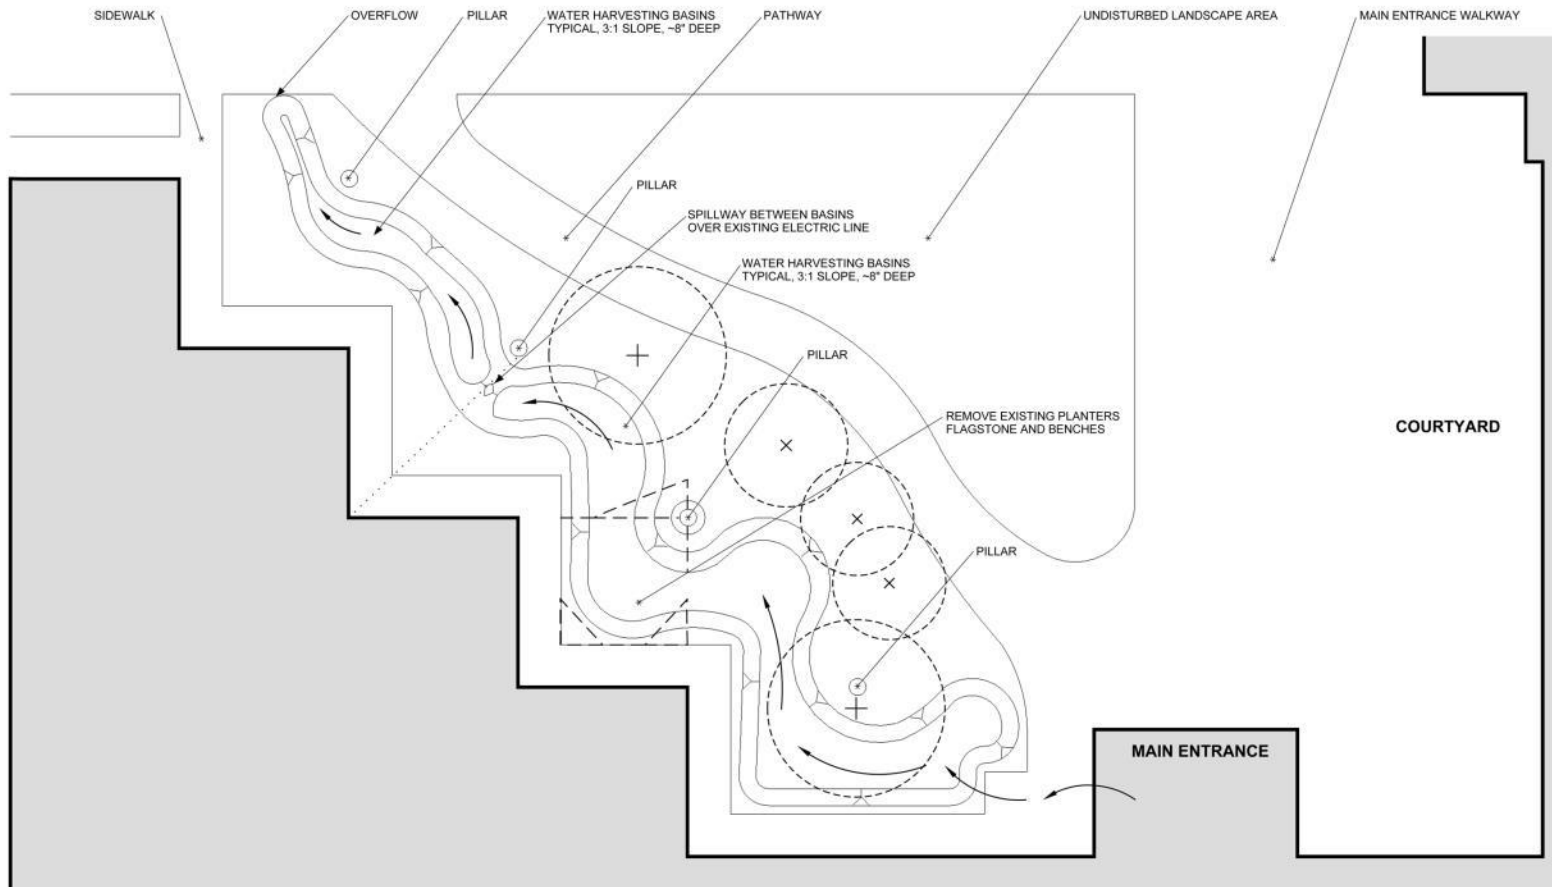 SIDEWALK
OVERFLOW
PILLAR
WATER HARVESTING BASINS
TYPICAL, 3:1 SLOPE, ~8" DEEP
PATHWAY
UNDISTURBED LANDSCAPE AREA
MAIN ENTRANCE WALKWAY
PILLAR
SPILLWAY BETWEEN BASINS
OVER EXISTING ELECTRIC LINE
WATER HARVESTING BASINS
TYPICAL, 3:1 SLOPE, ~8" DEEP
PILLAR
REMOVE EXISTING PLANTERS
FLAGSTONE AND BENCHES
COURTYARD
PILLAR
MAIN ENTRANCE